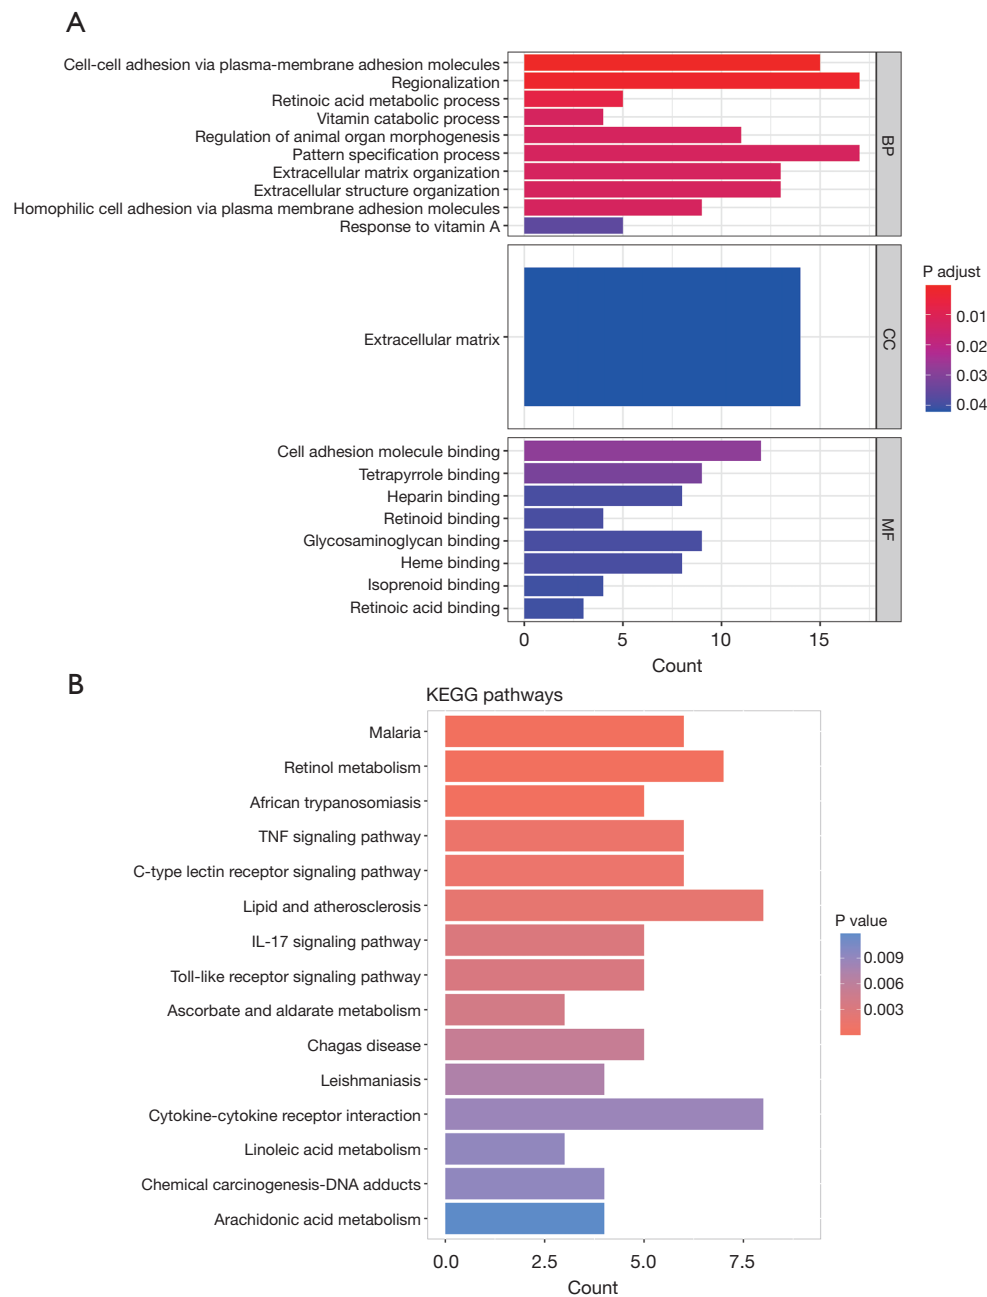 A
Cell-cell adhesion via plasma-membrane adhesion molecules
Regionalization
Retinoic acid metabolic process
Vitamin catabolic process
Regulation of animal organ morphogenesis
Pattern specification process
Extracellular matrix organization
Extracellular structure organization
Homophilic cell adhesion via plasma membrane adhesion molecules
Response to vitamin A
BP
Extracellular matrix
CC
P adjust
0.01
0.02
0.03
0.04
Cell adhesion molecule binding
Tetrapyrrole binding
Heparin binding
Retinoid binding
Glycosaminoglycan binding
Heme binding
Isoprenoid binding
Retinoic acid binding
MF
0 5 10 15
Count
B
KEGG pathways
Malaria
Retinol metabolism
African trypanosomiasis
TNF signaling pathway
C-type lectin receptor signaling pathway
Lipid and atherosclerosis
IL-17 signaling pathway
Toll-like receptor signaling pathway
Ascorbate and aldarate metabolism
Chagas disease
Leishmaniasis
Cytokine-cytokine receptor interaction
Linoleic acid metabolism
Chemical carcinogenesis-DNA adducts
Arachidonic acid metabolism
P value
0.009
0.006
0.003
0.0 2.5 5.0 7.5
Count